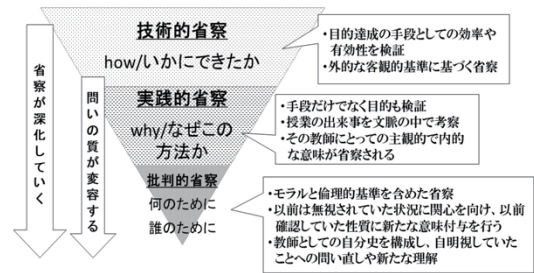 省察が深化していく
問いの質が変容する
技術的省察
how/いかにできたか
・目的達成の手段としての効率や
有効性を検証
・外的な客観的基準に基づく省察
実践的省察
why/なぜこの
方法か
・手段だけでなく目的も検証
・授業の出来事を文脈の中で考察
・その教師にとっての主観的で内的
な意味が省察される
批判的省察
何のために
誰のために
・モラルと倫理的基準を含めた省察
・以前は無視されていた状況に関心を向け、以前
確認していた性質に新たな意味付与を行う
・教師としての自分史を構成し、自明視していた
ことへの問い直しや新たな理解